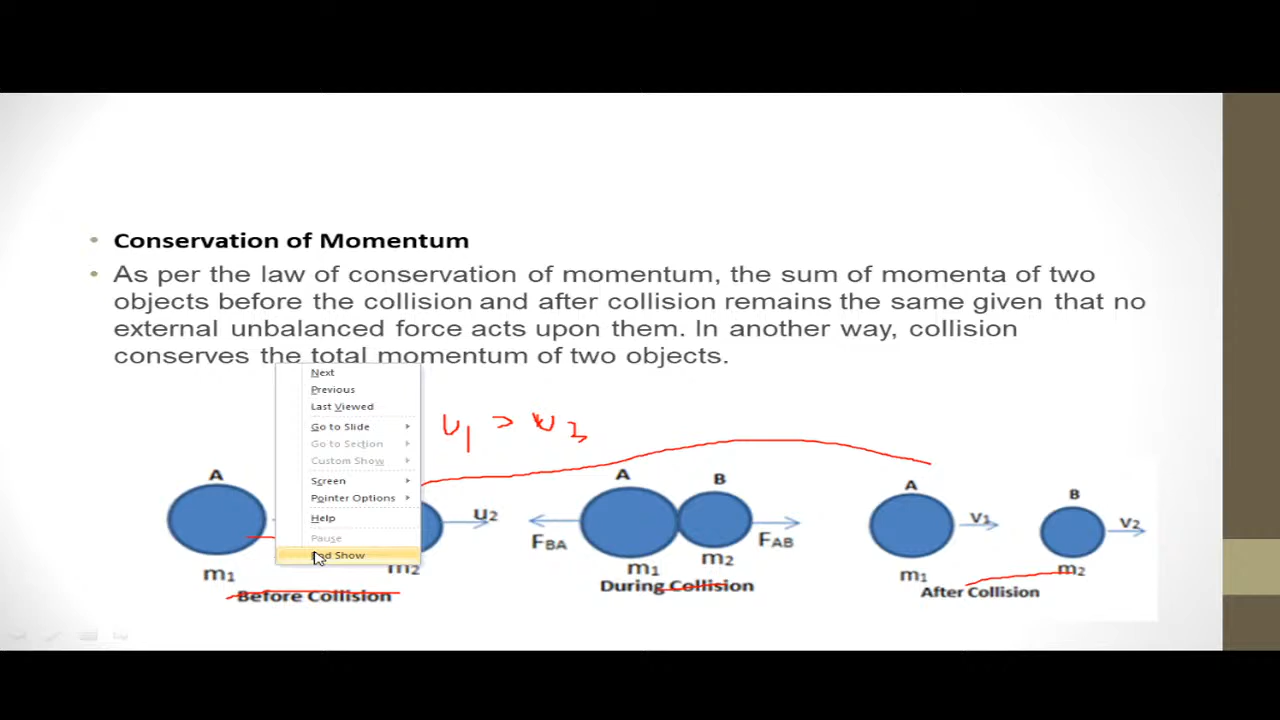 Conservation of Momentum
As per the law of conservation of momentum, the sum of momenta of two
objects before the collision and after collision remains the same given that no
external unbalanced force acts upon them. In another way, collision
conserves the total momentum of two objects.
Next
Previous
Last Viewed
Go to Slide
Go to Section
Custom Show
Screen
Pointer Options
Help
Pause
End Show
A
u2
m1
m2
Before Collision
A
B
FBA
FAB
m1
m2
During Collision
A
B
v1
v2
m1
m2
After Collision